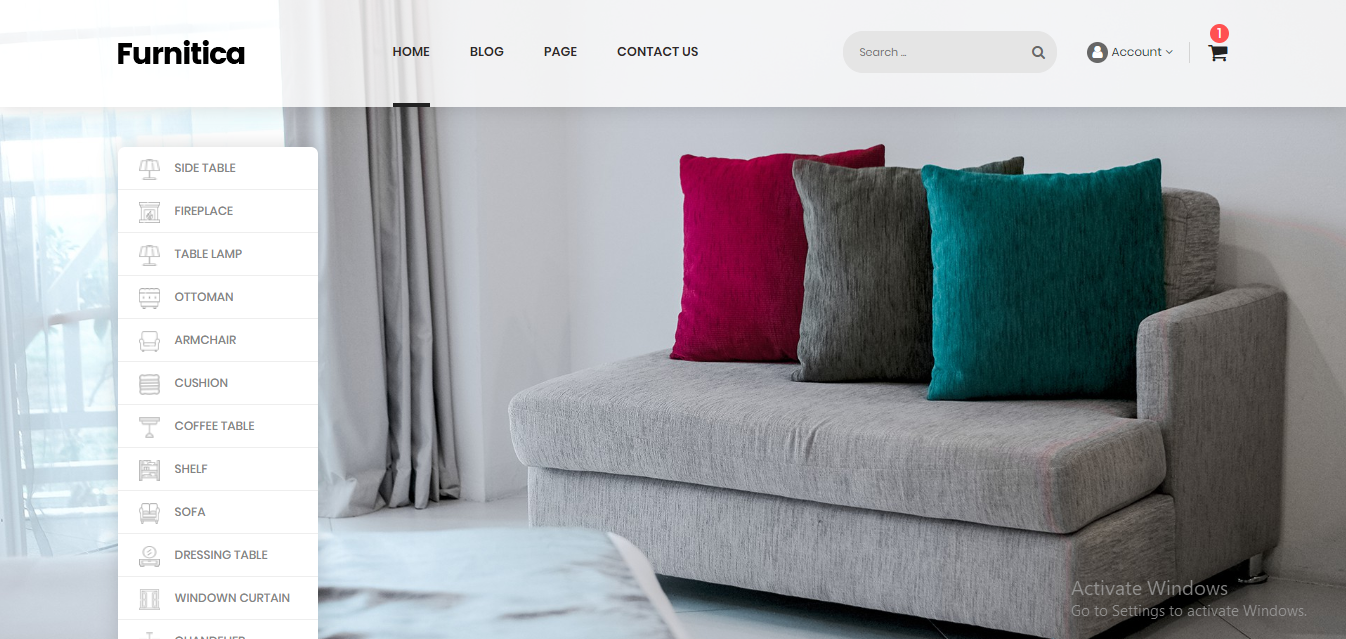 Furnitica
HOME
BLOG
PAGE
CONTACT US
Search ...
Account
1
SIDE TABLE
FIREPLACE
TABLE LAMP
OTTOMAN
ARMCHAIR
CUSHION
COFFEE TABLE
SHELF
SOFA
DRESSING TABLE
WINDOWN CURTAIN
CHANDELIER
Activate Windows
Go to Settings to activate Windows.